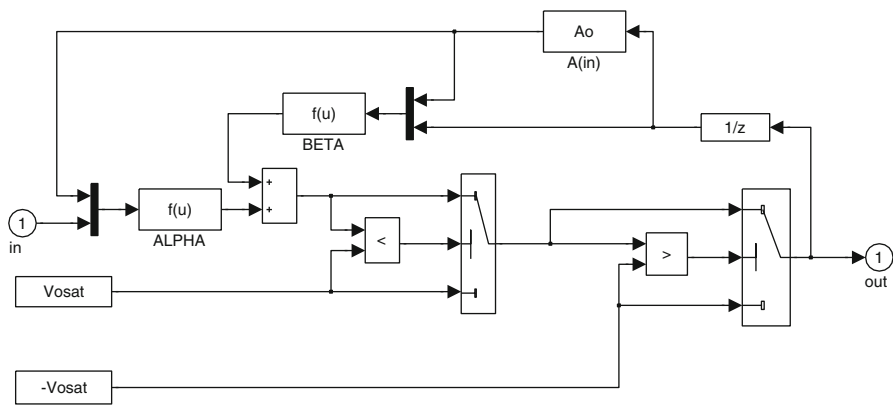 Ao
A(in)
f(u)
BETA
1/z
+
+
1
in
f(u)
ALPHA
<
>
1
out
Vosat
-Vosat